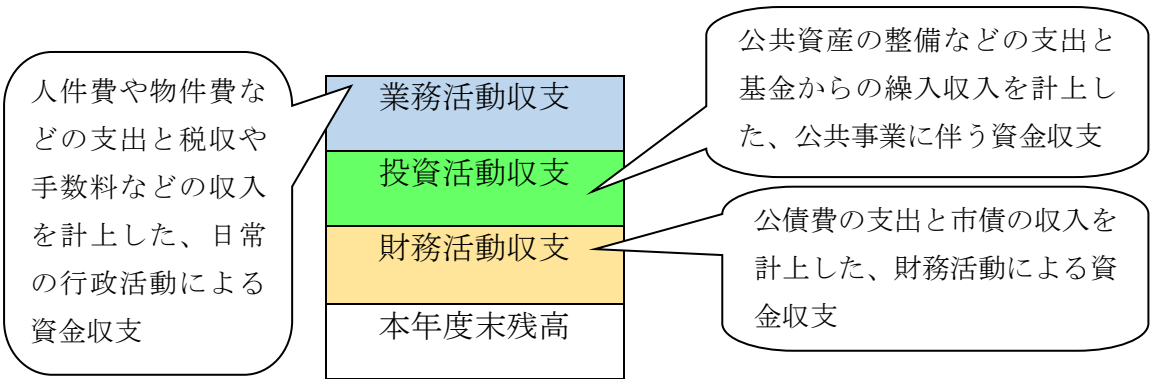 人件費や物件費な
どの支出と税収や
手数料などの収入
を計上した、日常
の行政活動による
資金収支
業務活動収支
投資活動収支
財務活動収支
本年度末残高
公共資産の整備などの支出と
基金からの繰入収入を計上し
た、公共事業に伴う資金収支
公債費の支出と市債の収入を
計上した、財務活動による資
金収支